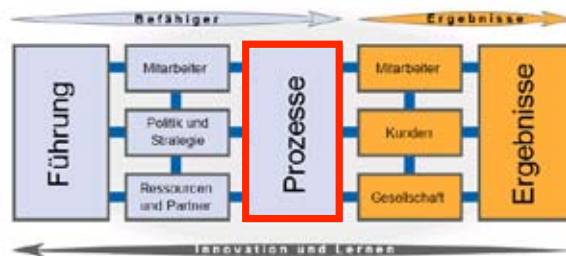 Befähiger
Ergebnisse
Führung
Mitarbeiter
Politik und
Strategie
Ressourcen
und Partner
Prozesse
Mitarbeiter
Kunden
Gesellschaft
Ergebnisse
Innovation und Lernen